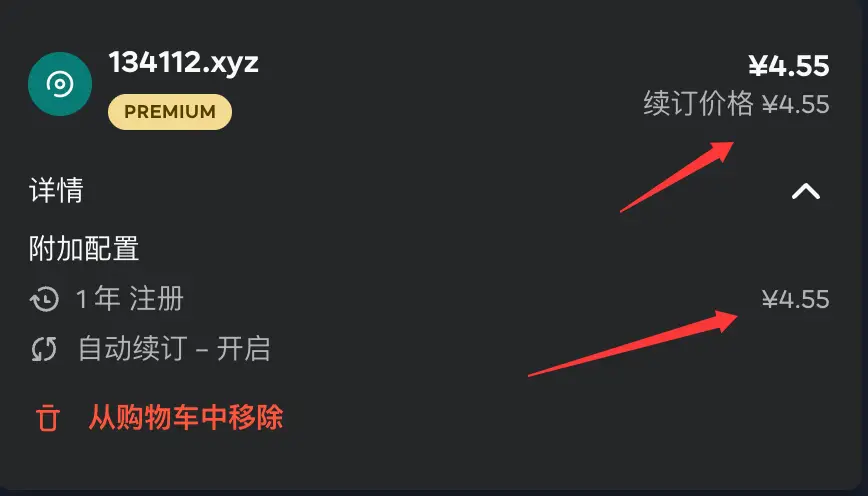 134112.xyz
¥4.55
PREMIUM
续订价格 ¥4.55
详情
附加配置
1 年 注册
¥4.55
自动续订 – 开启
从购物车中移除